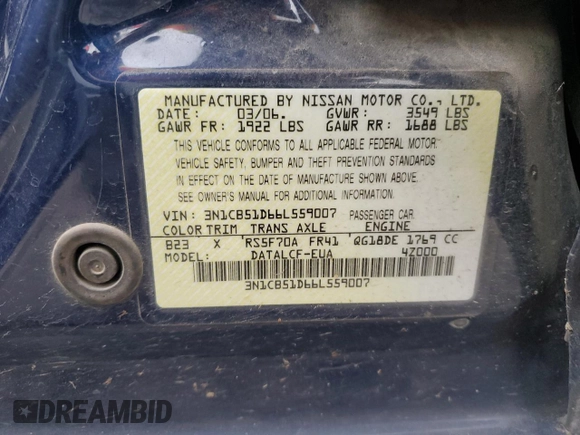 MANUFACTURED BY NISSAN MOTOR CO., LTD.
DATE: 03/06. GVWR: 3549 LBS
GAWR FR: 1922 LBS GAWR RR: 1688 LBS
THIS VEHICLE CONFORMS TO ALL APPLICABLE FEDERAL MOTOR
VEHICLE SAFETY, BUMPER AND THEFT PREVENTION STANDARDS
IN EFFECT ON THE DATE OF MANUFACTURE SHOWN ABOVE.
SEE OWNER'S MANUAL FOR ADDITIONAL INFORMATION.
VIN: 3N1CB51D66L559007 PASSENGER CAR
COLOR TRIM TRANS AXLE ENGINE
B23 X RS5F70A FR41 QG18DE 1769 CC
MODEL: DATALCF-EUA 4Z000
3N1CB51D66L559007
DREAMBID